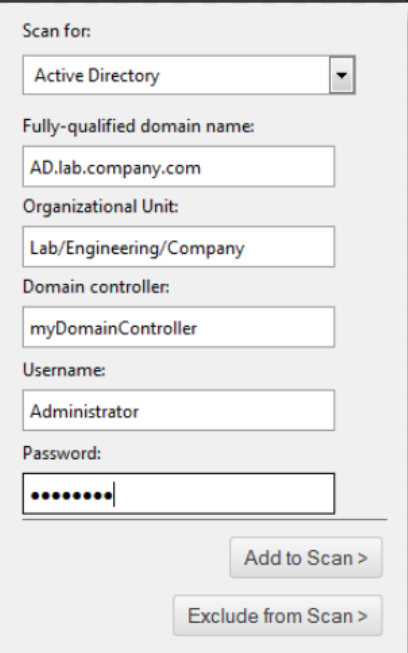 Scan for:
Active Directory
Fully-qualified domain name:
AD.lab.company.com
Organizational Unit:
Lab/Engineering/Company
Domain controller:
myDomainController
Username:
Administrator
Password:
••••••••
Add to Scan >
Exclude from Scan >